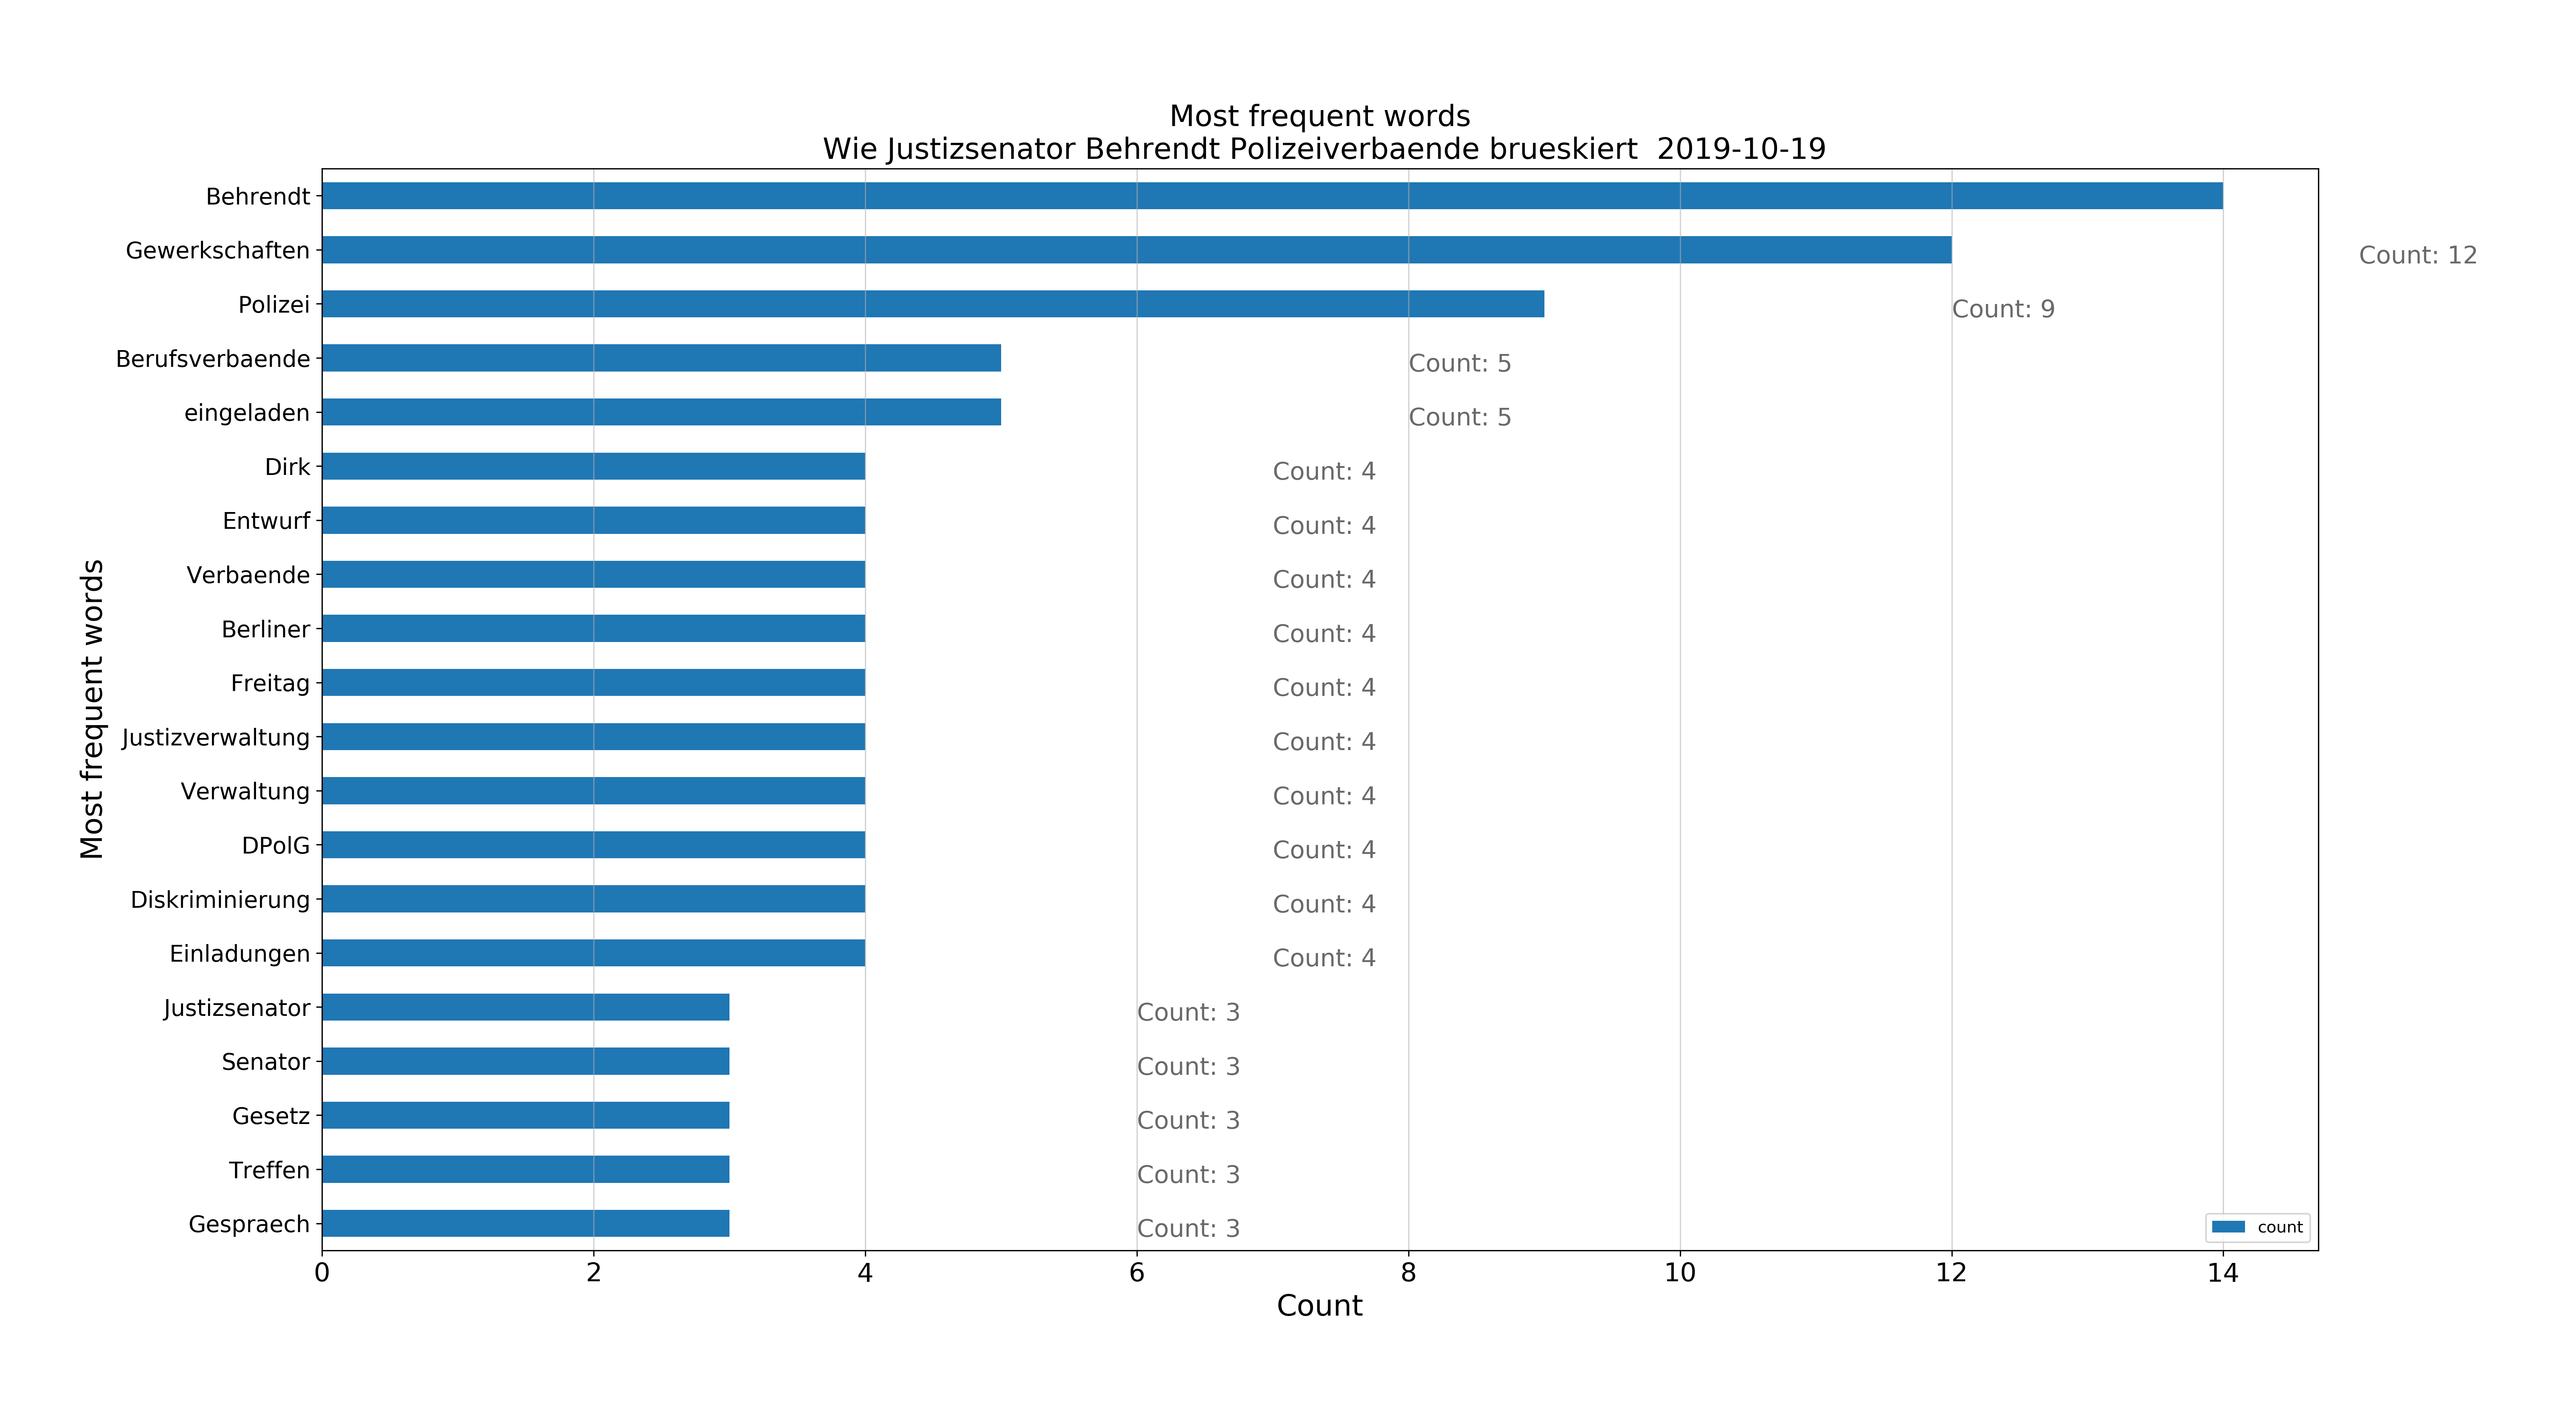 Most frequent words
Wie Justizsenator Behrendt Polizeiverbaende brueskiert  2019-10-19
Most frequent words
Behrendt
Gewerkschaften Count: 12
Polizei Count: 9
Berufsverbaende Count: 5
eingeladen Count: 5
Dirk Count: 4
Entwurf Count: 4
Verbaende Count: 4
Berliner Count: 4
Freitag Count: 4
Justizverwaltung Count: 4
Verwaltung Count: 4
DPolG Count: 4
Diskriminierung Count: 4
Einladungen Count: 4
Justizsenator Count: 3
Senator Count: 3
Gesetz Count: 3
Treffen Count: 3
Gespraech Count: 3
count
0 2 4 6 8 10 12 14
Count